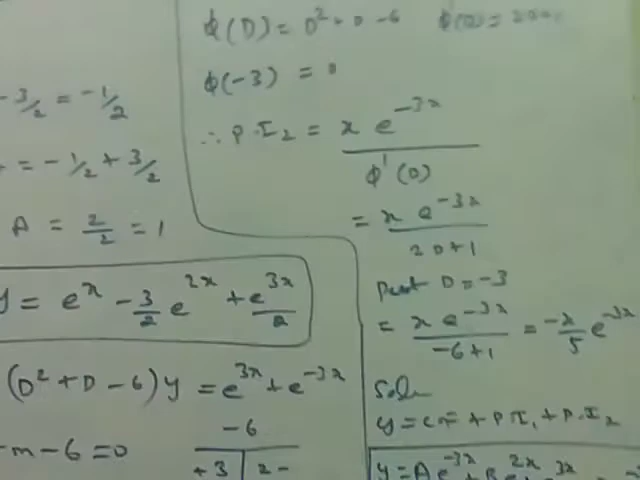 -3/2 = -1/2
= -1/2 + 3/2
A = 2/2 = 1
y = e^x - 3/2 e^{2x} + e^{3x}/2
(D² + D - 6) y = e^{3x} + e^{-3x}
-m - 6 = 0
-6
+3 | 2 -
ϕ(D) = D² + D - 6
ϕ(-3) = 0
∴ P.I₂ = x e^{-3x} / ϕ'(D)
= x e^{-3x} / 2D+1
put D = -3
= x e^{-3x} / -6+1 = -x/5 e^{-3x}
Soln
y = CF + P.I₁ + P.I₂
y = A e^{-3x} + B e^{2x}